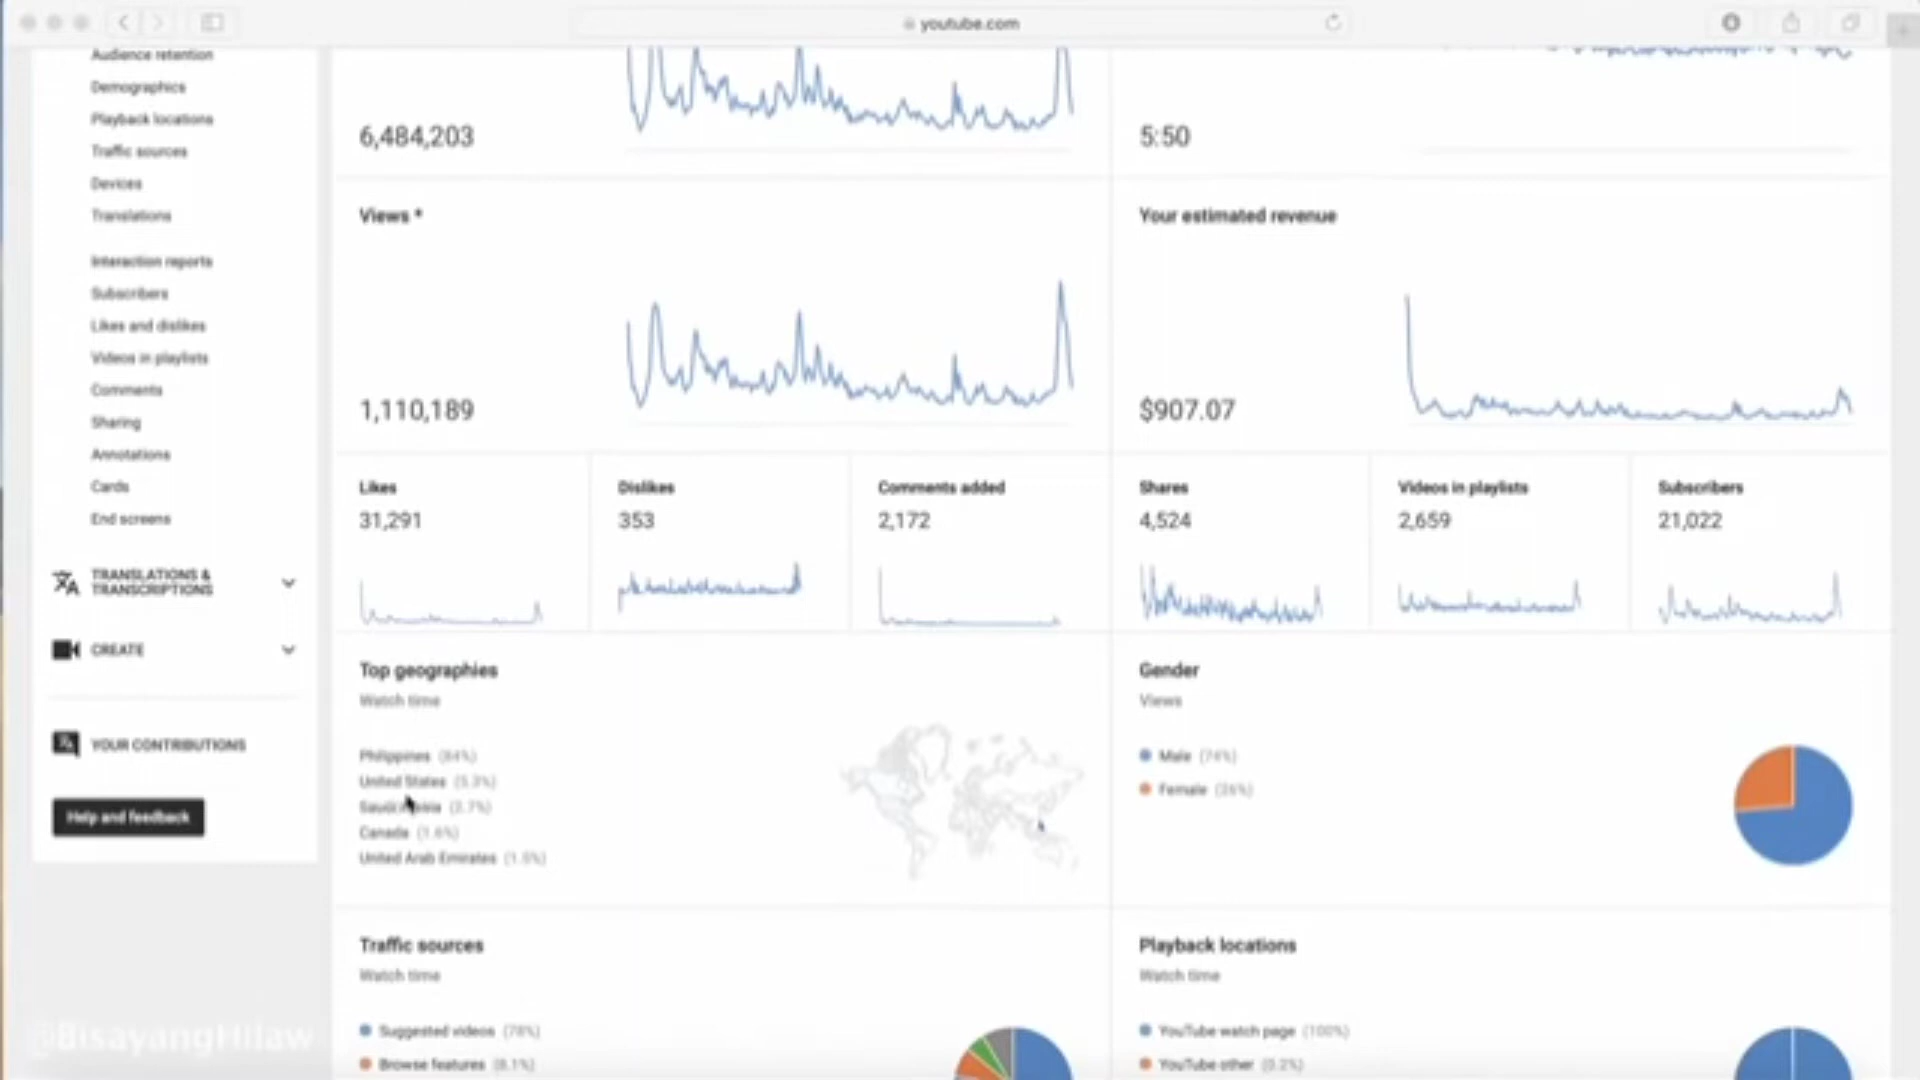 youtube.com
Audience retention
Demographics
Playback locations
Traffic sources
Devices
Translations
Interaction reports
Subscribers
Likes and dislikes
Videos in playlists
Comments
Sharing
Annotations
Cards
End screens
TRANSLATIONS &
TRANSCRIPTIONS
CREATE
YOUR CONTRIBUTIONS
Help and feedback
6,484,203
5:50
Views *
1,110,189
Your estimated revenue
$907.07
Likes
31,291
Dislikes
353
Comments added
2,172
Shares
4,524
Videos in playlists
2,659
Subscribers
21,022
Top geographies
Watch time
Philippines (84%)
United States (5.3%)
(2.7%)
Canada (1.6%)
United Arab Emirates
Gender
Views
Male (74%)
Female (26%)
Traffic sources
Watch time
Suggested videos (78%)
Browse features (8.1%)
Playback locations
Watch time
YouTube watch page (100%)
YouTube other (0.2%)
@BisayangHilaw